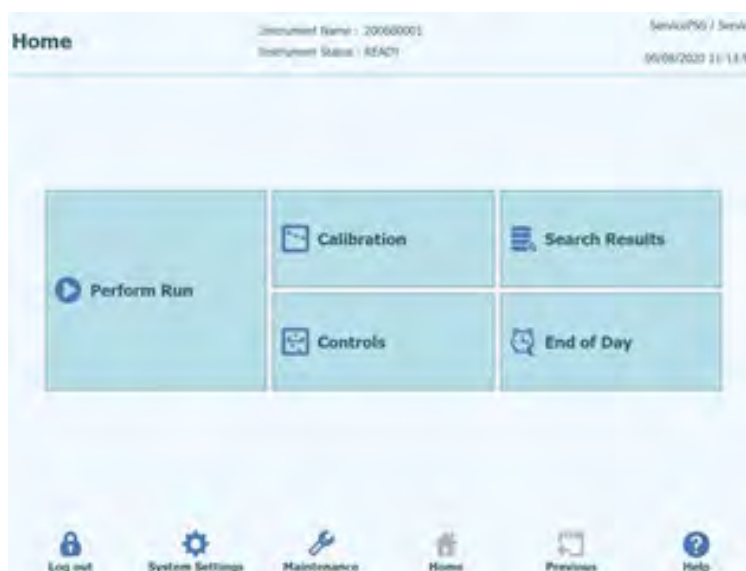 Home
Instrument Name : 200600001
Instrument Status : READY
Perform Run
Calibration
Search Results
Controls
End of Day
Log out
System Settings
Maintenance
Home
Previous
Help